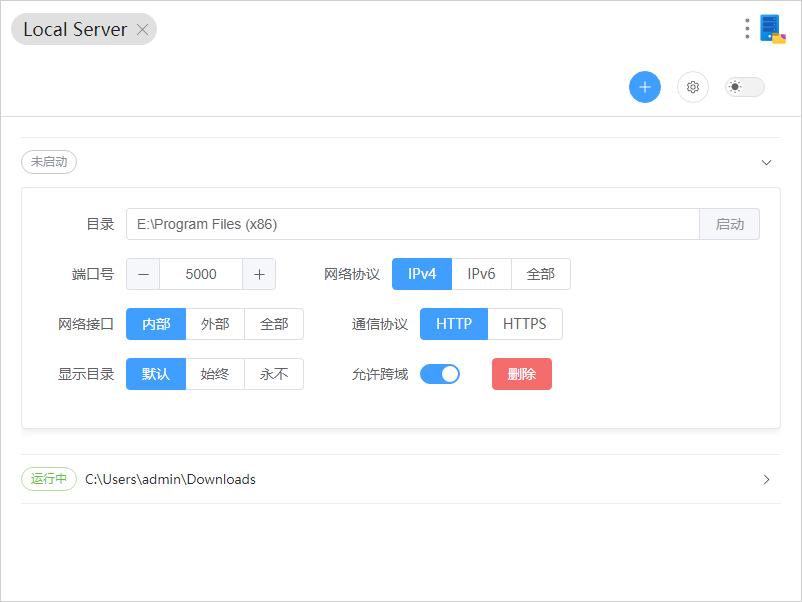 Local Server
未启动
目录 E:\Program Files (x86) 启动
端口号 5000 网络协议 IPv4 IPv6 全部
网络接口 内部 外部 全部 通信协议 HTTP HTTPS
显示目录 默认 始终 永不 允许跨域 删除
运行中 C:\Users\admin\Downloads